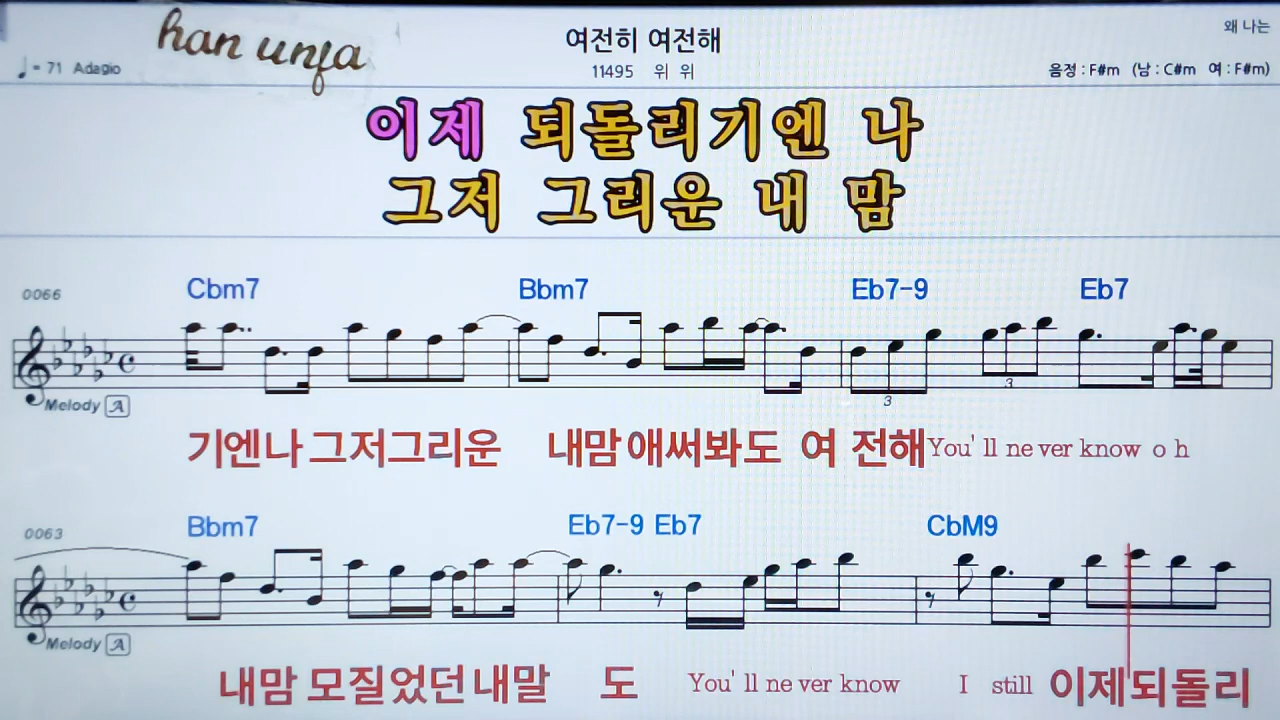 han unfa
여전히 여전해
왜 나는
♩= 71 Adagio
11495 위 위
음정 : F#m (남 : C#m 여 : F#m)
이제 되돌리기엔 나
그저 그리운 내 맘
0066 Cbm7 Bbm7 Eb7-9 Eb7
3 3
Melody A
기엔나 그저그리운 내맘 애써봐도 여 전해 You' ll ne ver know o h
0063 Bbm7 Eb7-9 Eb7 CbM9
Melody A
내맘 모질었던 내말 도 You' ll ne ver know I still 이제 되돌리